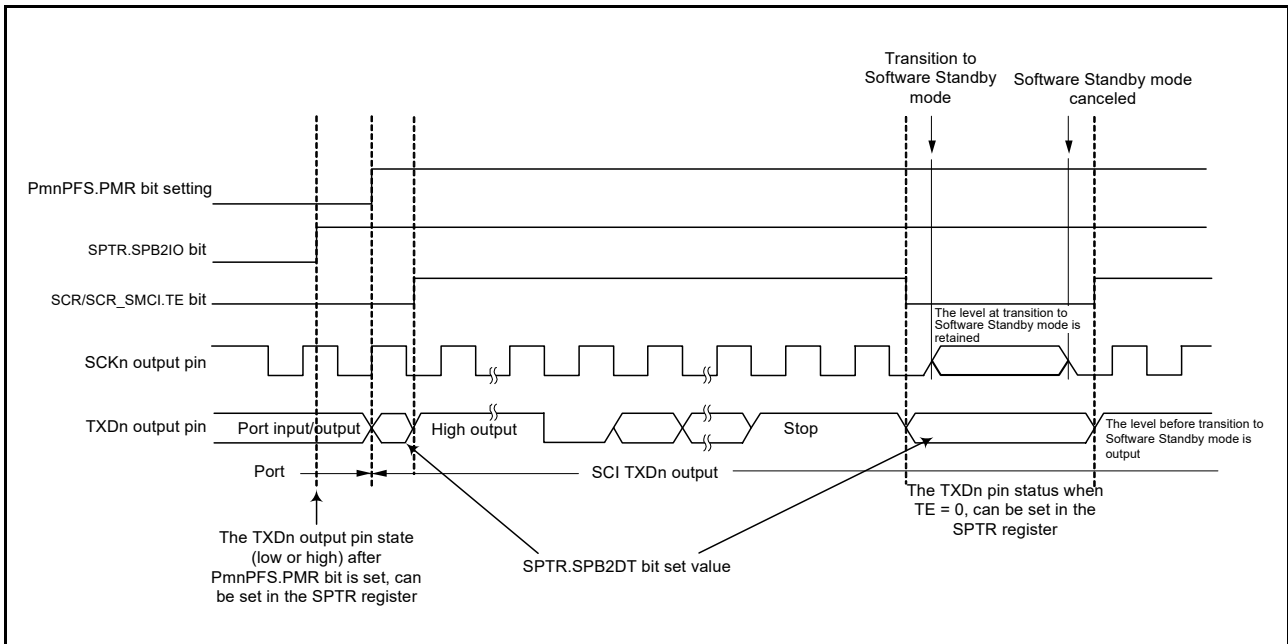 Transition to
Software Standby
mode
Software Standby mode
canceled
PmnPFS.PMR bit setting
SPTR.SPB2IO bit
SCR/SCR_SMCI.TE bit
The level at transition to
Software Standby mode is
retained
SCKn output pin
TXDn output pin
Port input/output
High output
Stop
The level before transition to
Software Standby mode is
output
Port
SCI TXDn output
The TXDn pin status when
TE = 0, can be set in the
SPTR register
The TXDn output pin state
(low or high) after
PmnPFS.PMR bit is set, can
be set in the SPTR register
SPTR.SPB2DT bit set value